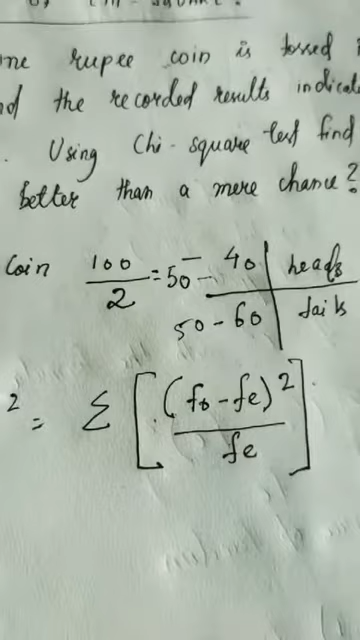 one rupee coin is tossed
and the recorded results indicate
. Using Chi-square test find
better than a mere chance?
Coin 100/2 = 50 - 40 | heads
50 - 60 | tails
² = Σ [ (fo - fe)² / fe ]